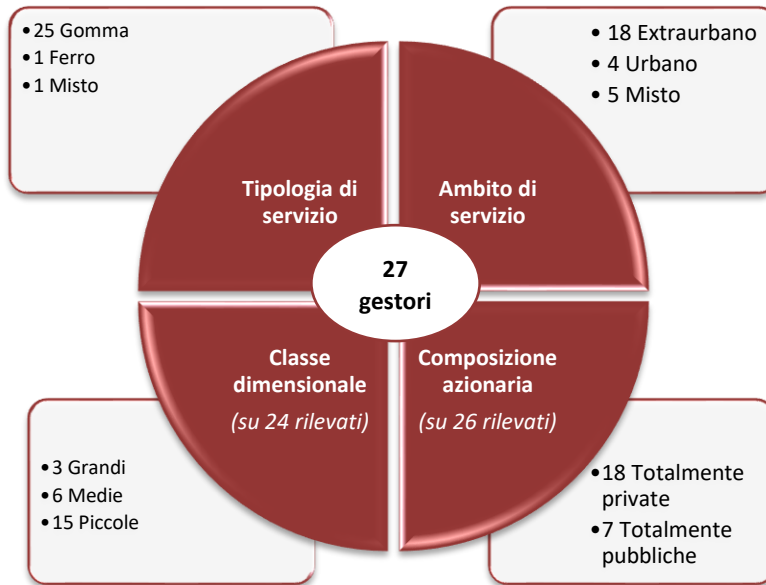 •25 Gomma
•1 Ferro
•1 Misto
• 18 Extraurbano
• 4 Urbano
• 5 Misto
Tipologia di
servizio
Ambito di
servizio
27
gestori
Classe
dimensionale
(su 24 rilevati)
Composizione
azionaria
(su 26 rilevati)
•3 Grandi
•6 Medie
•15 Piccole
•18 Totalmente
private
•7 Totalmente
pubbliche